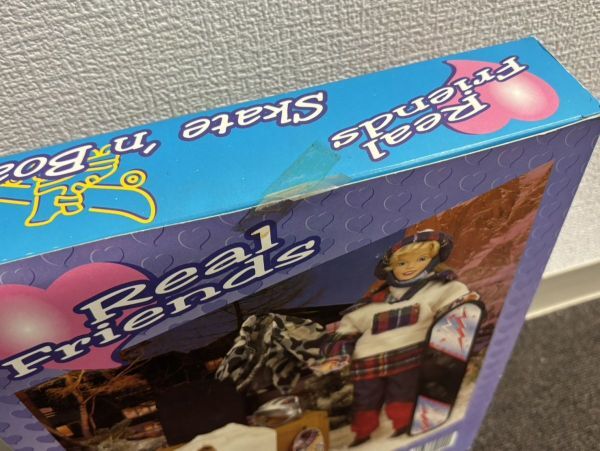 Real
Friends
Skate 'n Boa
Real
Friends